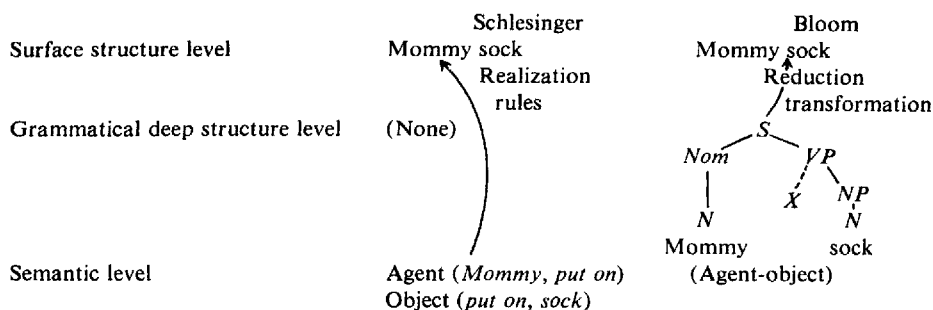 Schlesinger Bloom
Surface structure level Mommy sock Mommy sock
Realization Reduction
rules transformation
Grammatical deep structure level (None) S
Nom VP
X NP
N N
Mommy sock
Semantic level Agent (Mommy, put on) (Agent-object)
Object (put on, sock)